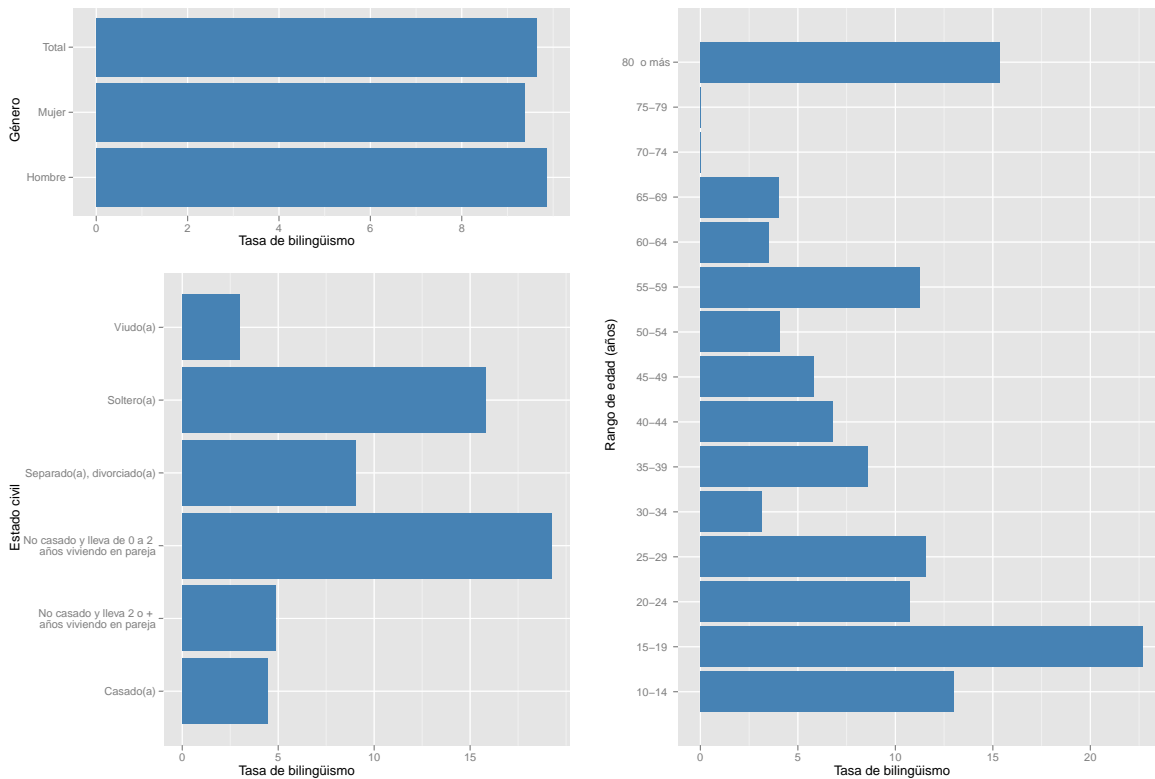 Género
Total
Mujer
Hombre
0 2 4 6 8
Tasa de bilingüismo
Estado civil
Viudo(a)
Soltero(a)
Separado(a), divorciado(a)
No casado y lleva de 0 a 2
años viviendo en pareja
No casado y lleva 2 o +
años viviendo en pareja
Casado(a)
0 5 10 15
Tasa de bilingüismo
Rango de edad (años)
80 o más
75−79
70−74
65−69
60−64
55−59
50−54
45−49
40−44
35−39
30−34
25−29
20−24
15−19
10−14
0 5 10 15 20
Tasa de bilingüismo